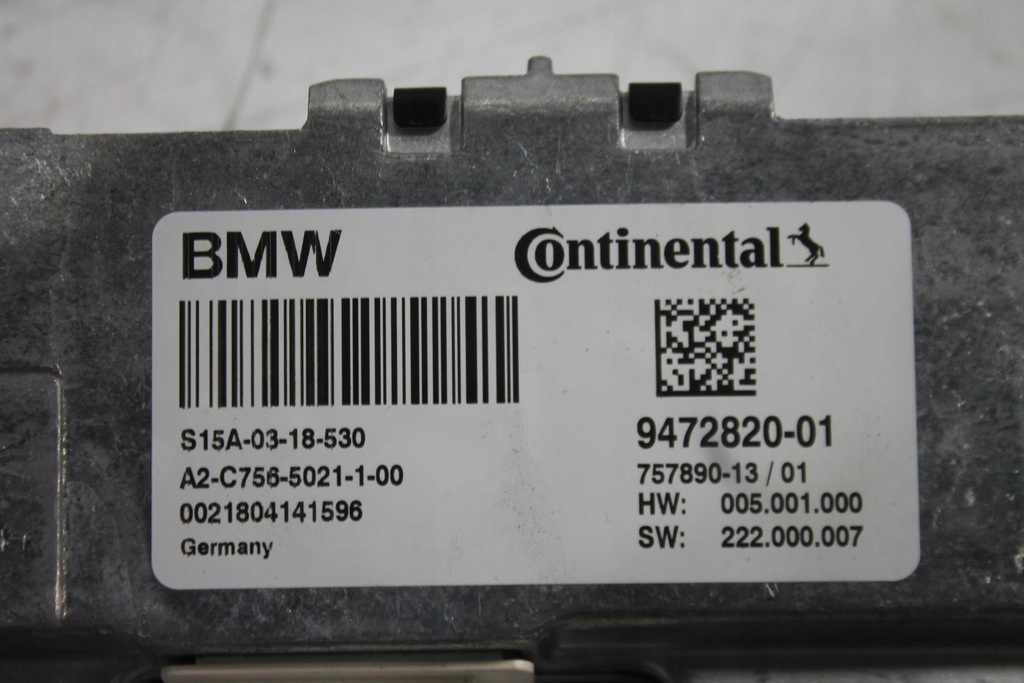 BMW
Continental
S15A-03-18-530
A2-C756-5021-1-00
0021804141596
Germany
9472820-01
757890-13 / 01
HW: 005.001.000
SW: 222.000.007